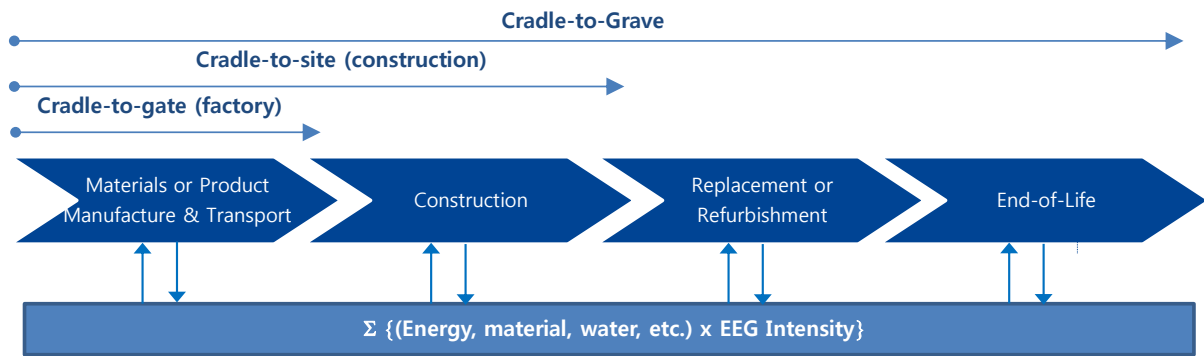 Cradle-to-Grave
Cradle-to-site (construction)
Cradle-to-gate (factory)
Materials or Product
Manufacture & Transport
Construction
Replacement or
Refurbishment
End-of-Life
Σ {(Energy, material, water, etc.) x EEG Intensity}